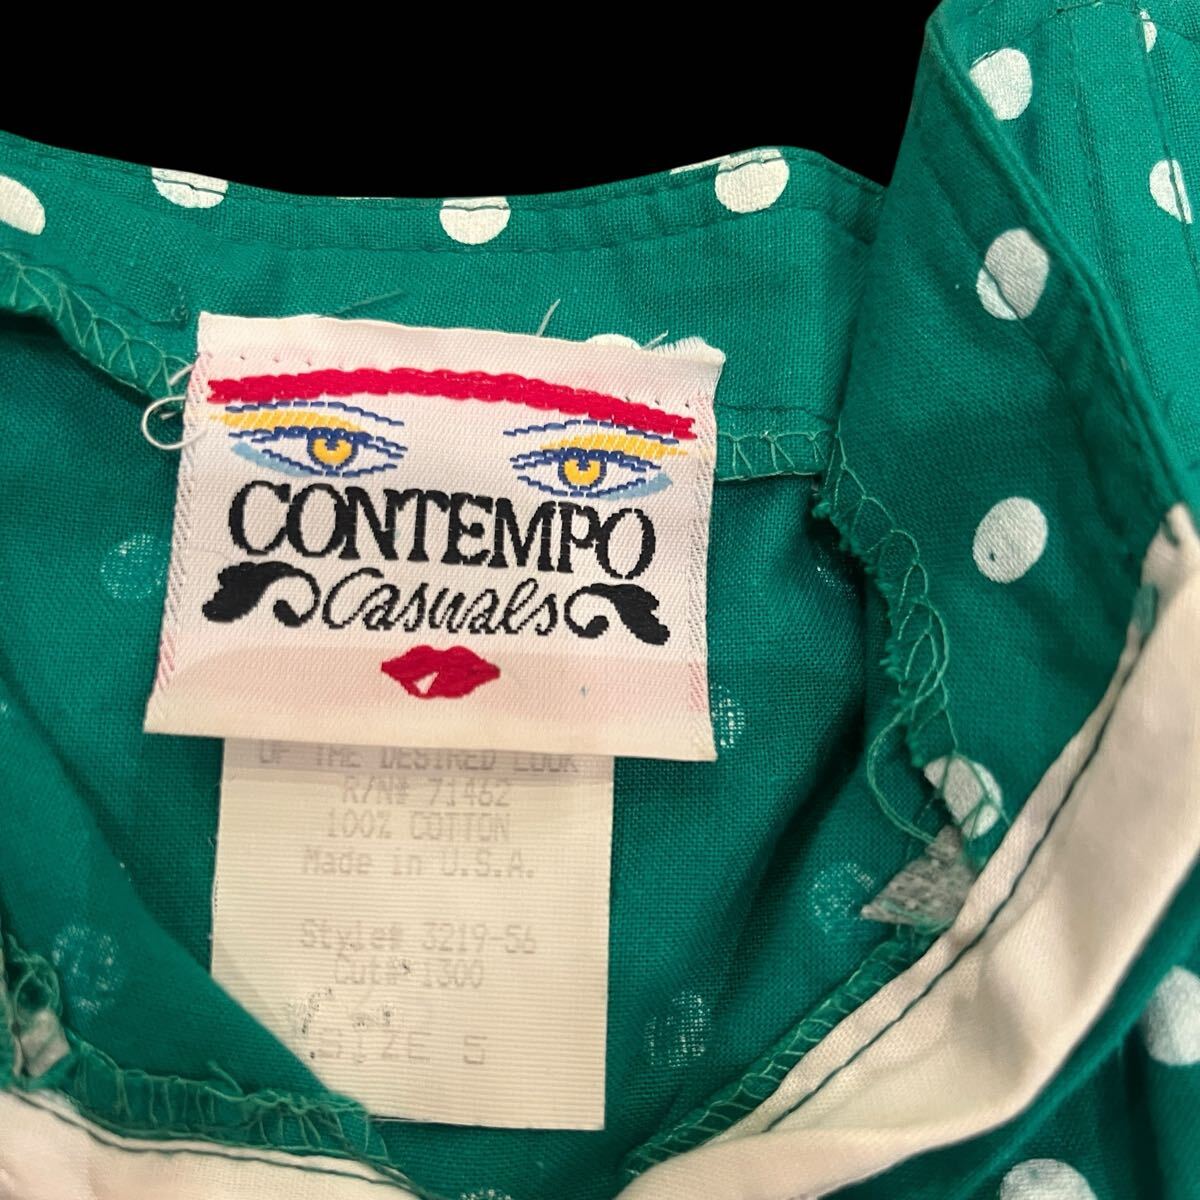 CONTEMPO
Casuals
OF THE DESIRED LOOK
R/N# 71462
100% COTTON
Made in U.S.A.
Style# 3219-56
Cut# 1300
SIZE S